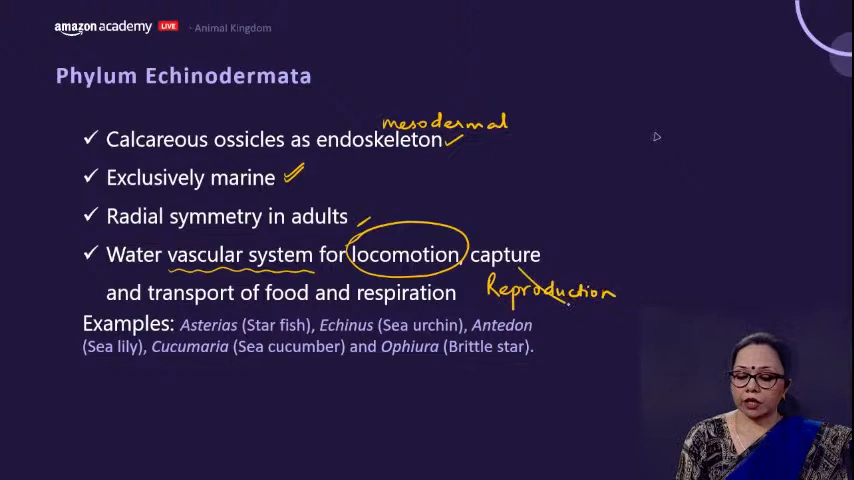 amazon academy LIVE - Animal Kingdom
Phylum Echinodermata
mesodermal
✓ Calcareous ossicles as endoskeleton
✓ Exclusively marine
✓ Radial symmetry in adults
✓ Water vascular system for locomotion, capture
and transport of food and respiration
Reproduction
Examples: Asterias (Star fish), Echinus (Sea urchin), Antedon
(Sea lily), Cucumaria (Sea cucumber) and Ophiura (Brittle star).